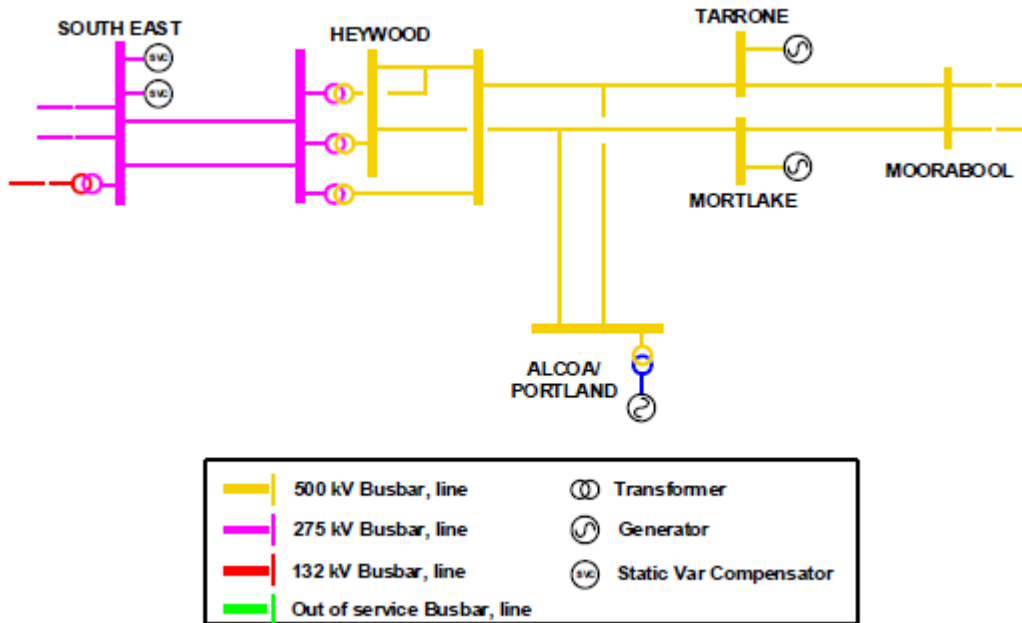 SOUTH EAST
HEYWOOD
TARRONE
SVC
SVC
MOORABOOL
MORTLAKE
ALCOA/
PORTLAND
500 kV Busbar, line
Transformer
275 kV Busbar, line
Generator
132 kV Busbar, line
SVC
Static Var Compensator
Out of service Busbar, line